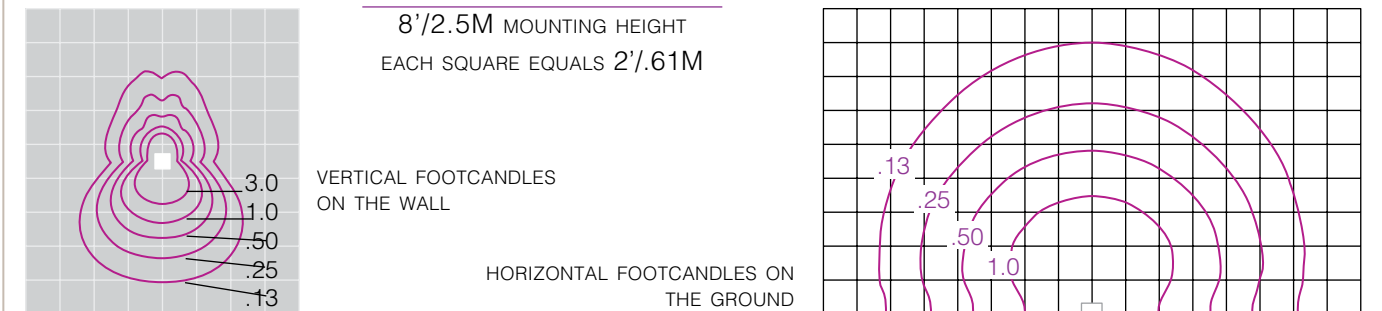 8’/2.5M MOUNTING HEIGHT
EACH SQUARE EQUALS 2’/.61M
3.0
1.0
.50
.25
.13
VERTICAL FOOTCANDLES
ON THE WALL
HORIZONTAL FOOTCANDLES ON
THE GROUND
.13
.25
.50
1.0